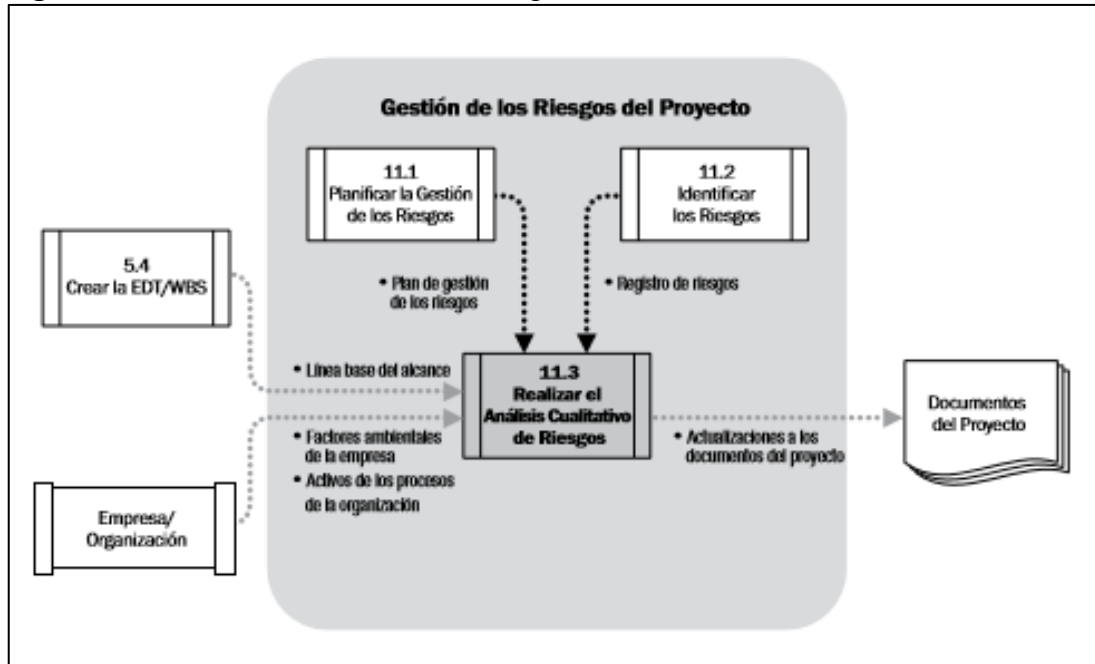 Gestión de los Riesgos del Proyecto
11.1
Planificar la Gestión
de los Riesgos
11.2
Identificar
los Riesgos
5.4
Crear la EDT/WBS
• Plan de gestión
de los riesgos
• Registro de riesgos
• Línea base del alcance
11.3
Realizar el
Análisis Cualitativo
de Riesgos
Documentos
del Proyecto
• Factores ambientales
de la empresa
• Activos de los procesos
de la organización
• Actualizaciones a los
documentos del proyecto
Empresa/
Organización